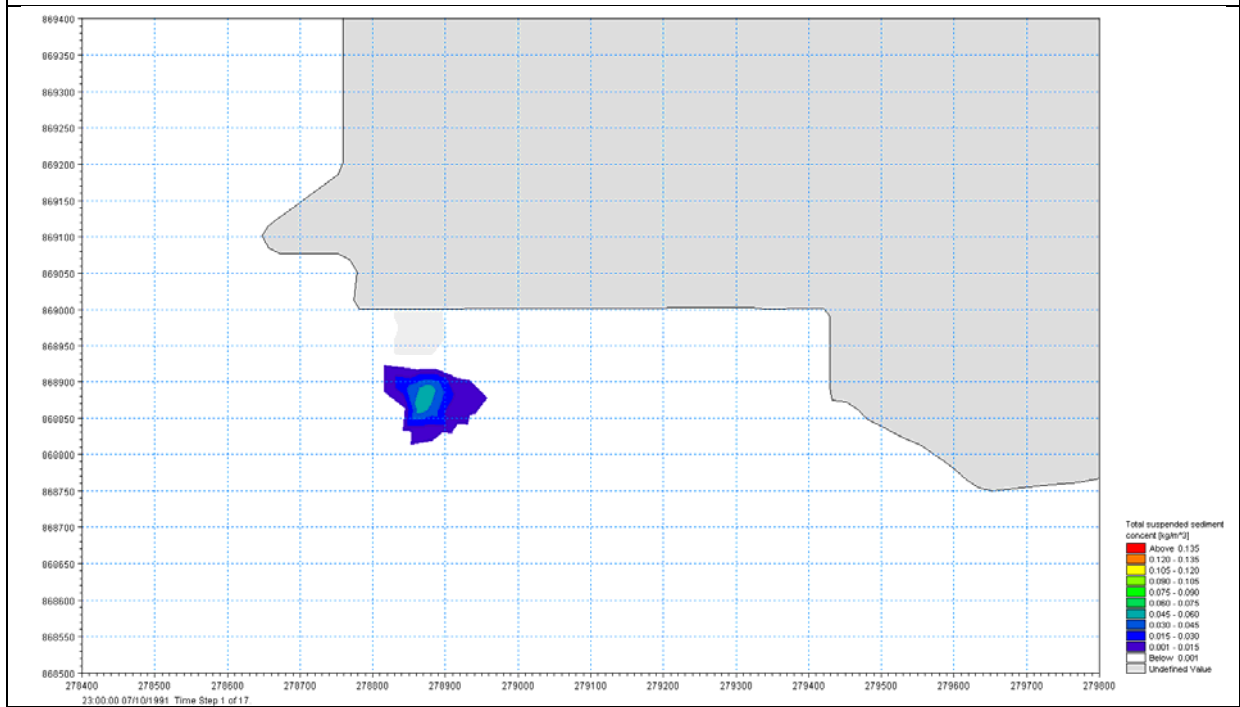 869400
869350
869300
869250
869200
869150
869100
869050
869000
868950
868900
868850
868800
868750
868700
868650
868600
868550
868500
278400 278500 278600 278700 278800 278900 279000 279100 279200 279300 279400 279500 279600 279700 279800
23:00:00 07/10/1991 Time Step 1 of 17
Total suspended sediment
concent [kg/m^3]
Above 0.135
0.120 - 0.135
0.105 - 0.120
0.090 - 0.105
0.075 - 0.090
0.060 - 0.075
0.045 - 0.060
0.030 - 0.045
0.015 - 0.030
0.001 - 0.015
Below 0.001
Undefined Value